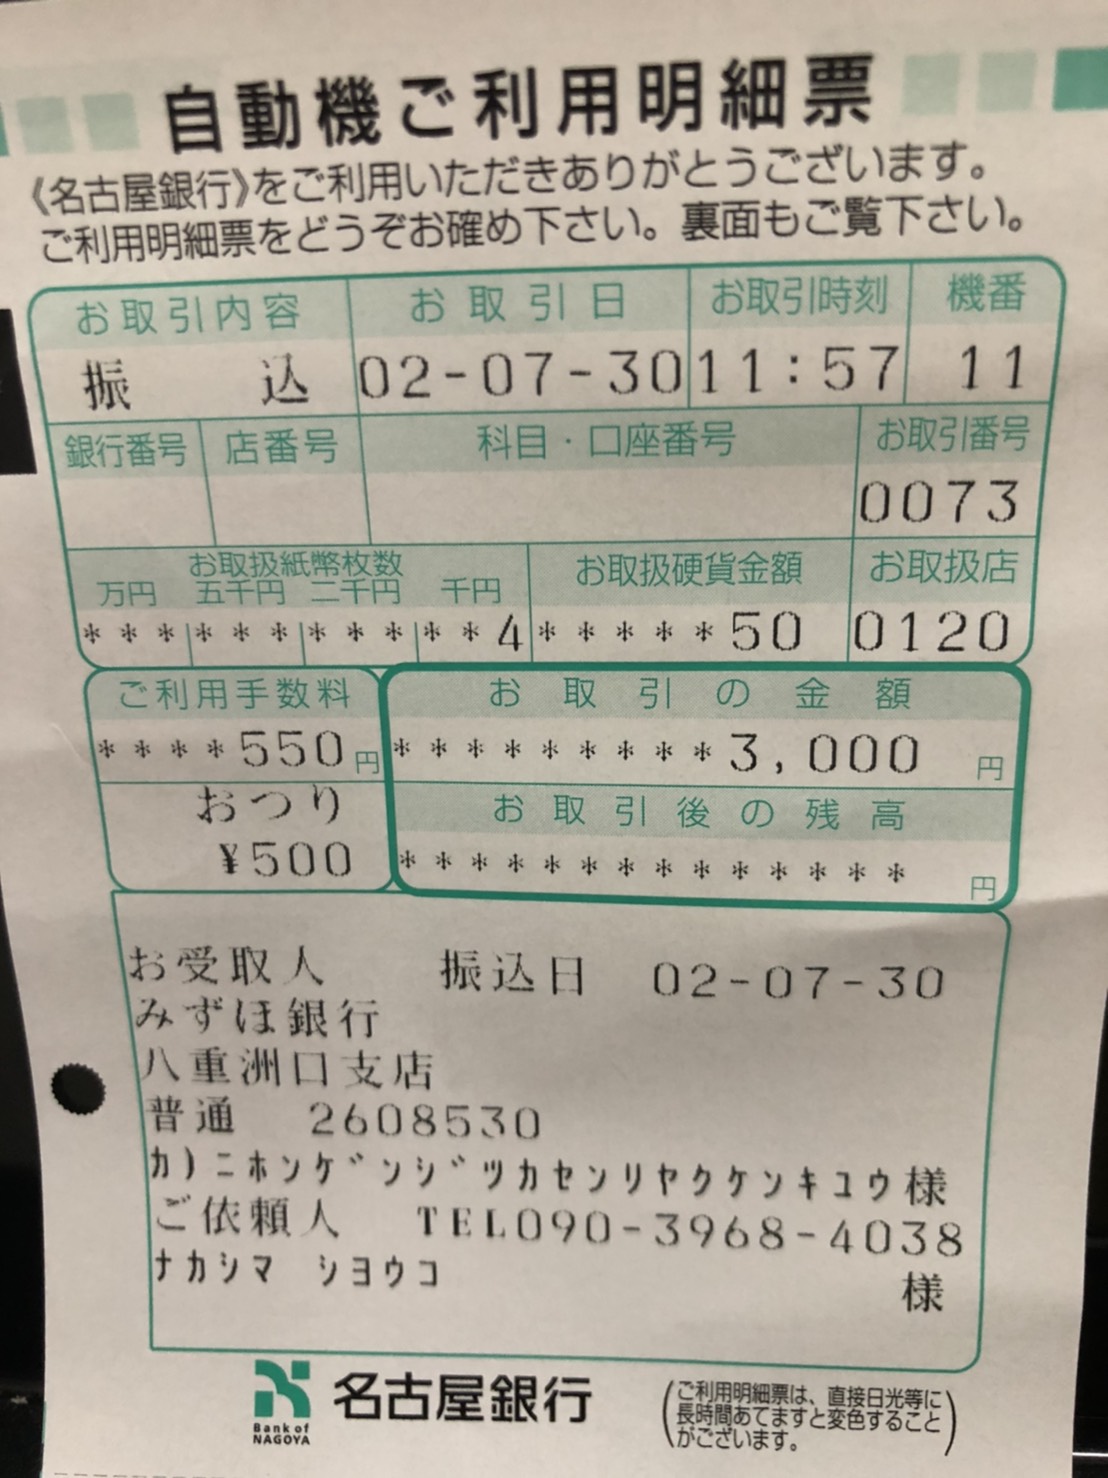 自動機ご利用明細票
《名古屋銀行》をご利用いただきありがとうございます。
ご利用明細票をどうぞお確め下さい。裏面もご覧下さい。
お取引内容 お取引日 お取引時刻 機番
振 込 02-07-30 11:57 11
銀行番号 店番号 科目・口座番号 お取引番号
0073
お取扱紙幣枚数 お取扱硬貨金額 お取扱店
万円 五千円 二千円 千円
*** *** *** **4 *****50 0120
ご利用手数料 お取引の金額
****550円 *********3,000 円
おつり お取引後の残高
¥500 ************** 円
お受取人 振込日 02-07-30
みずほ銀行
八重洲口支店
普通 2608530
カ)ニホンゲンジツカセンリヤクケンキユウ様
ご依頼人 TEL090-3968-4038
ナカシマ シヨウコ 様
名古屋銀行
Bank of
NAGOYA
(ご利用明細票は、直接日光等に
長時間あてますと変色すること
がございます。)